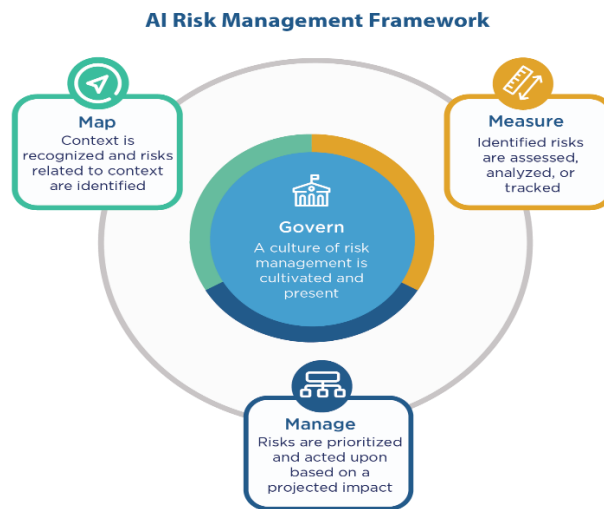 AI Risk Management Framework
Map
Context is
recognized and risks
related to context
are identified
Measure
Identified risks
are assessed,
analyzed, or
tracked
Govern
A culture of risk
management is
cultivated and
present
Manage
Risks are prioritized
and acted upon
based on a
projected impact